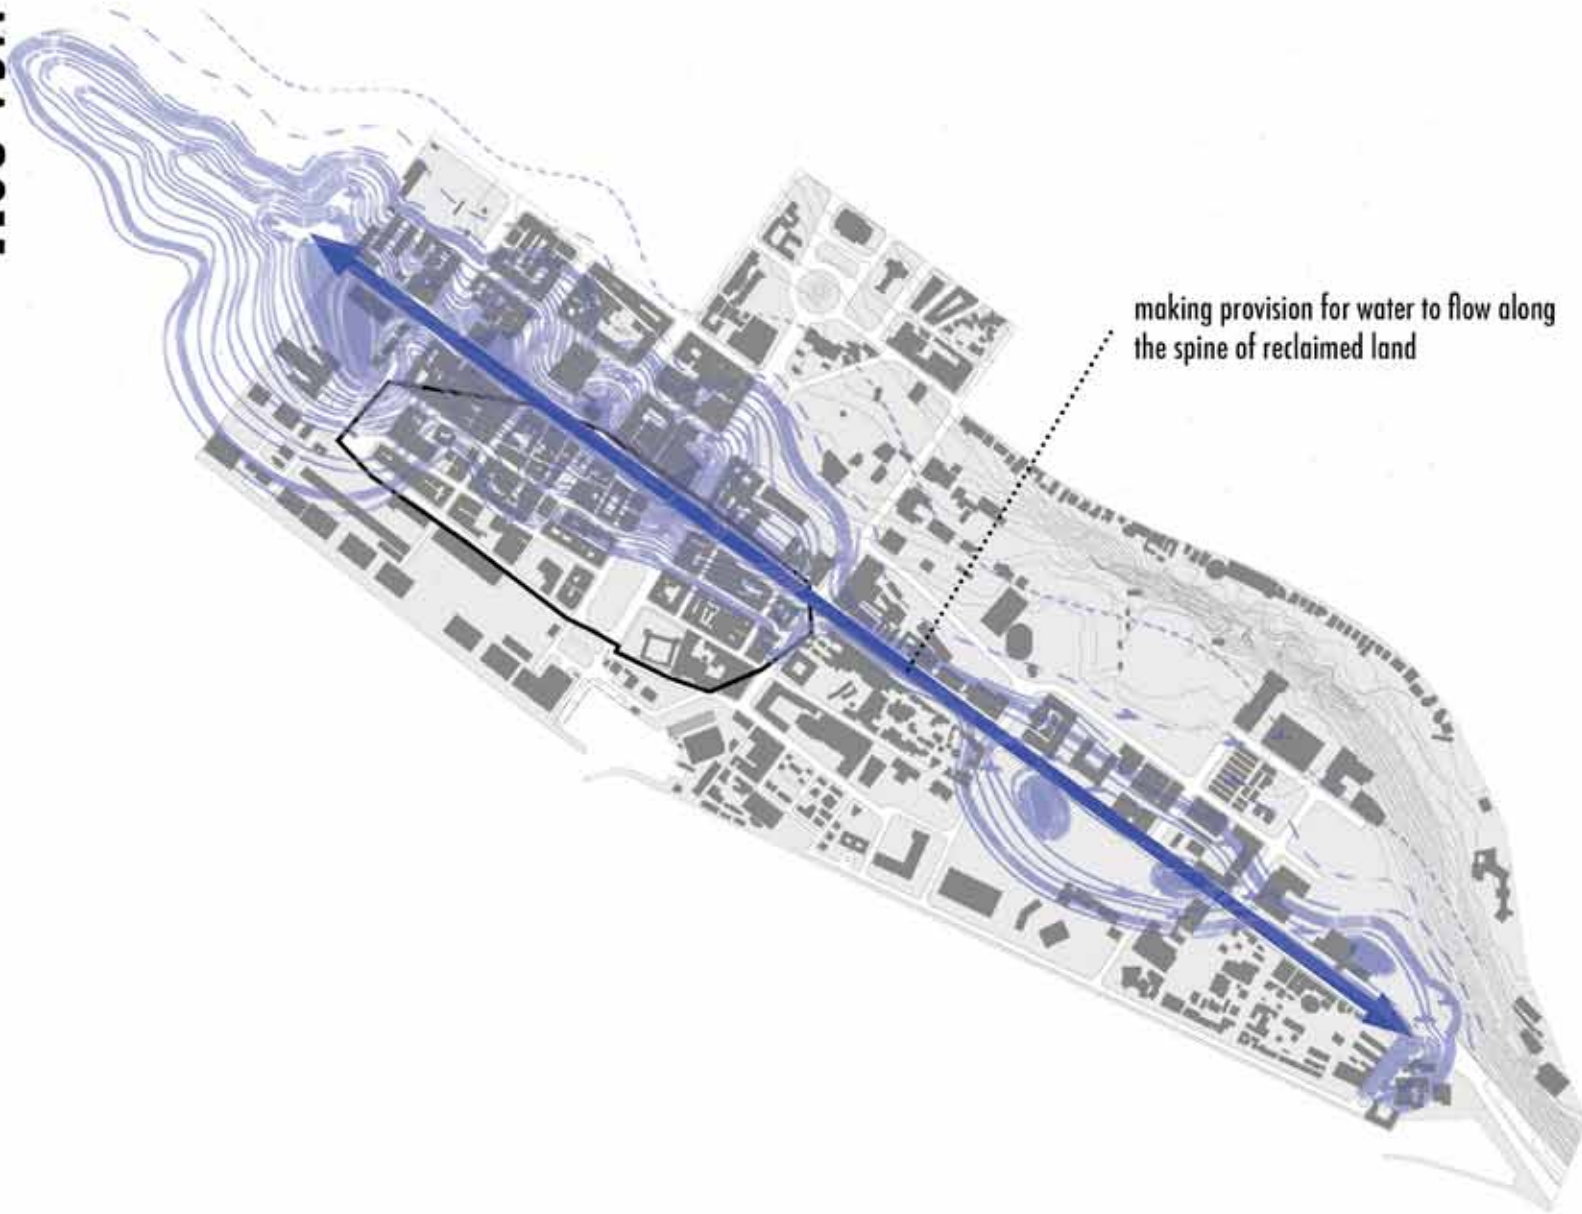 making provision for water to flow along
the spine of reclaimed land